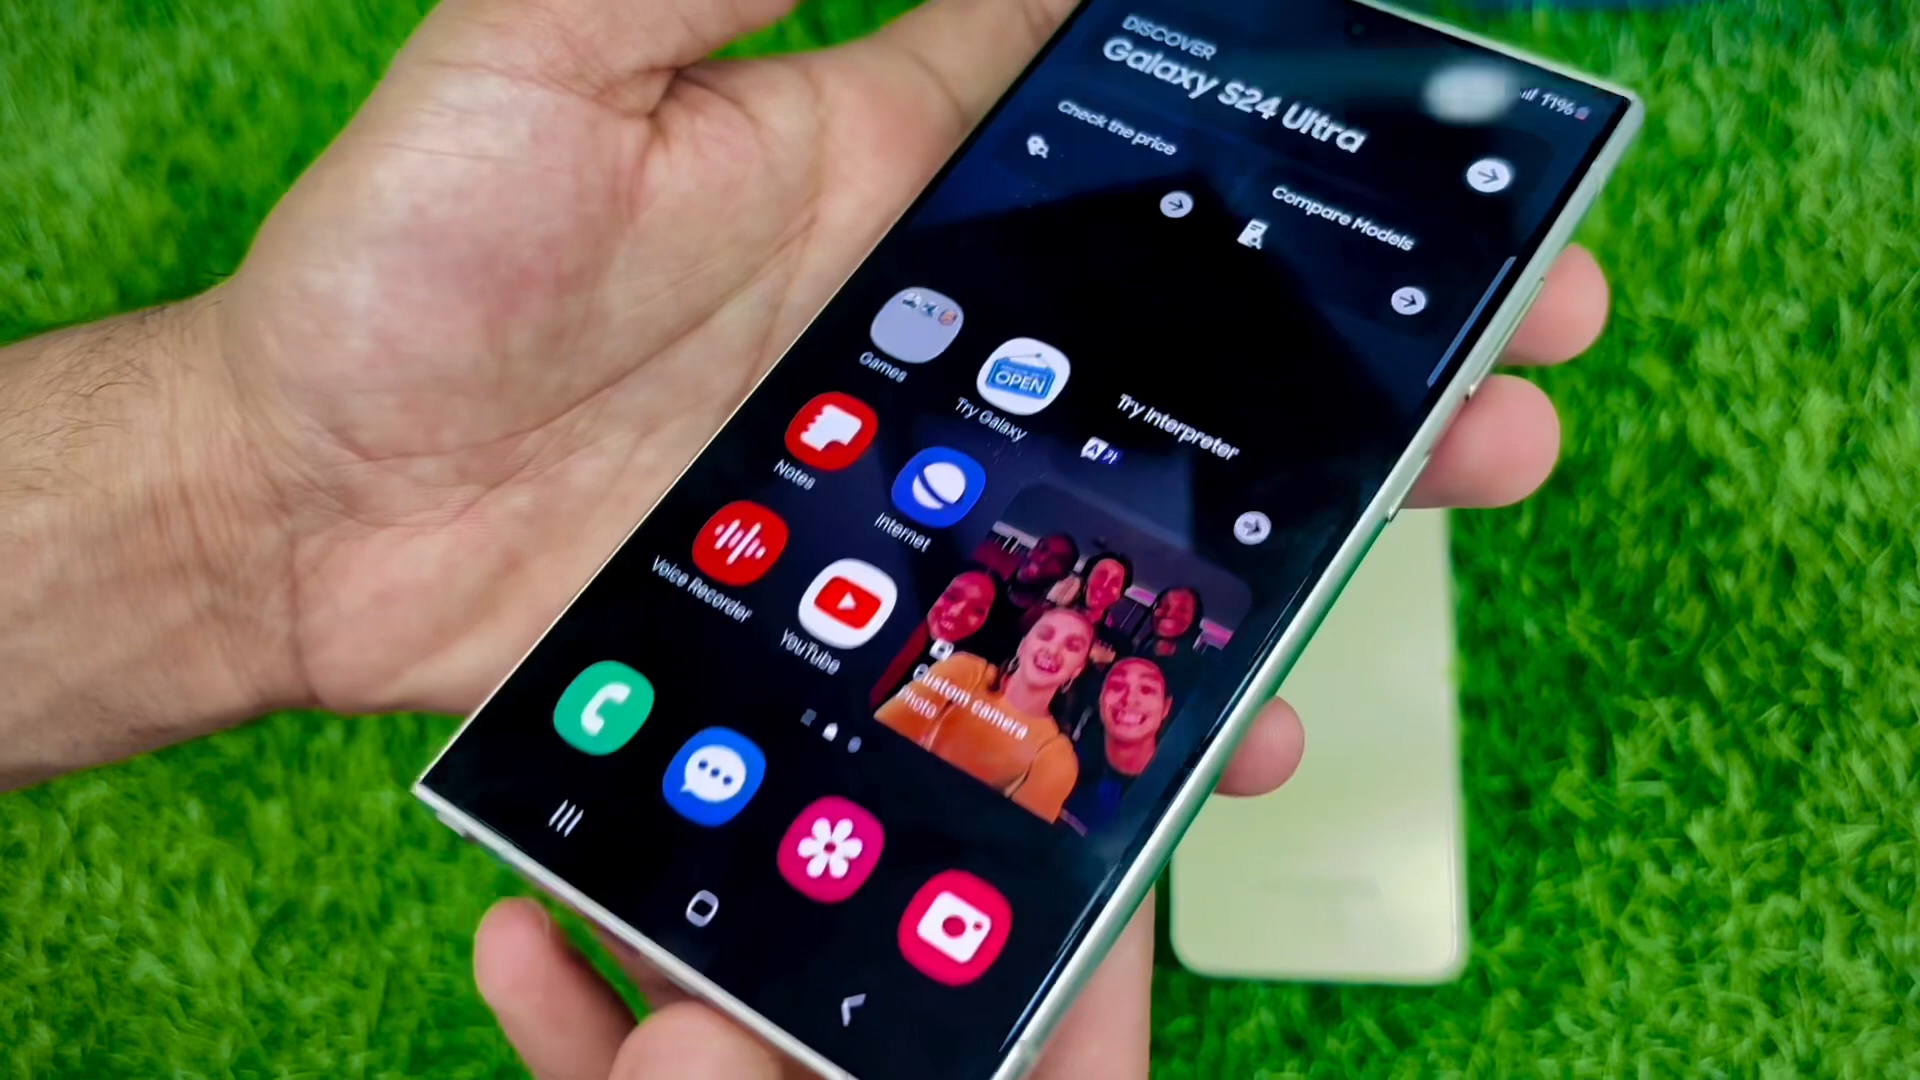 DISCOVER
Galaxy S24 Ultra
11%
Check the price
Compare Models
Games
OPEN
Try Galaxy
Try Interpreter
Notes
Internet
Voice Recorder
YouTube
Custom camera
Photo